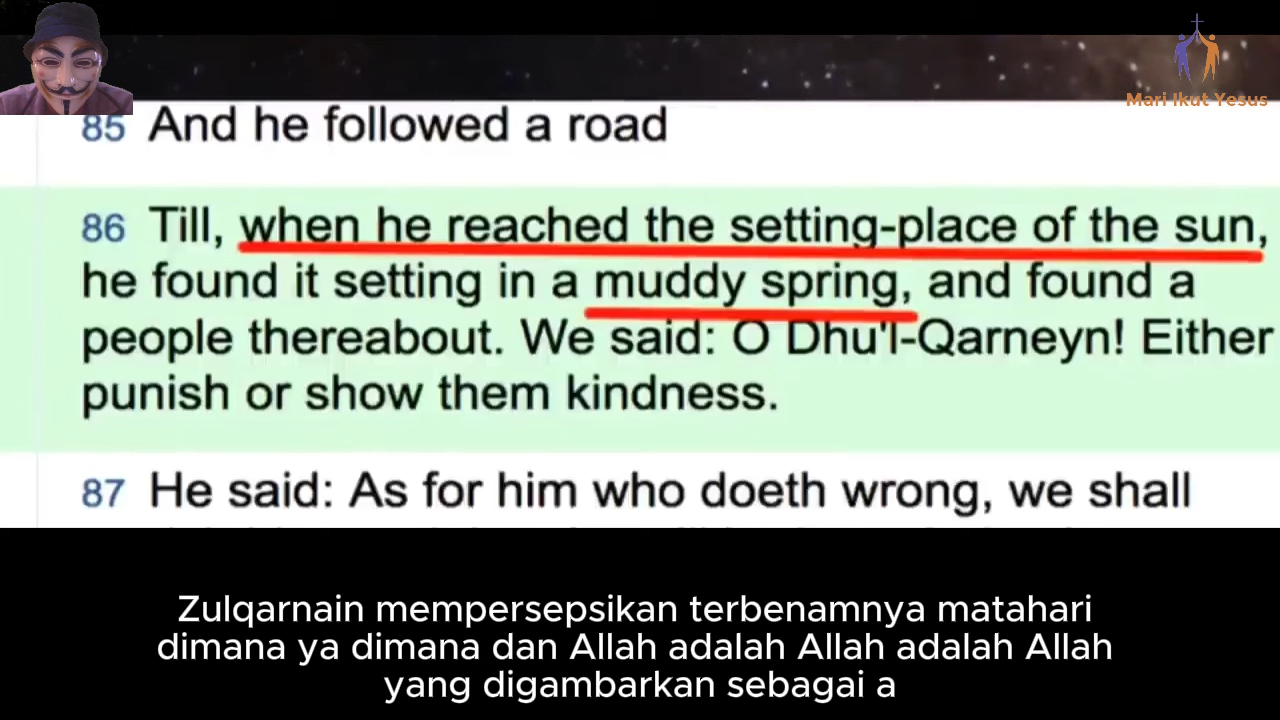 Mari Ikut Yesus
85 And he followed a road
86 Till, when he reached the setting-place of the sun,
he found it setting in a muddy spring, and found a
people thereabout. We said: O Dhu'l-Qarneyn! Either
punish or show them kindness.
87 He said: As for him who doeth wrong, we shall
Zulqarnain mempersepsikan terbenamnya matahari
dimana ya dimana dan Allah adalah Allah adalah Allah
yang digambarkan sebagai a